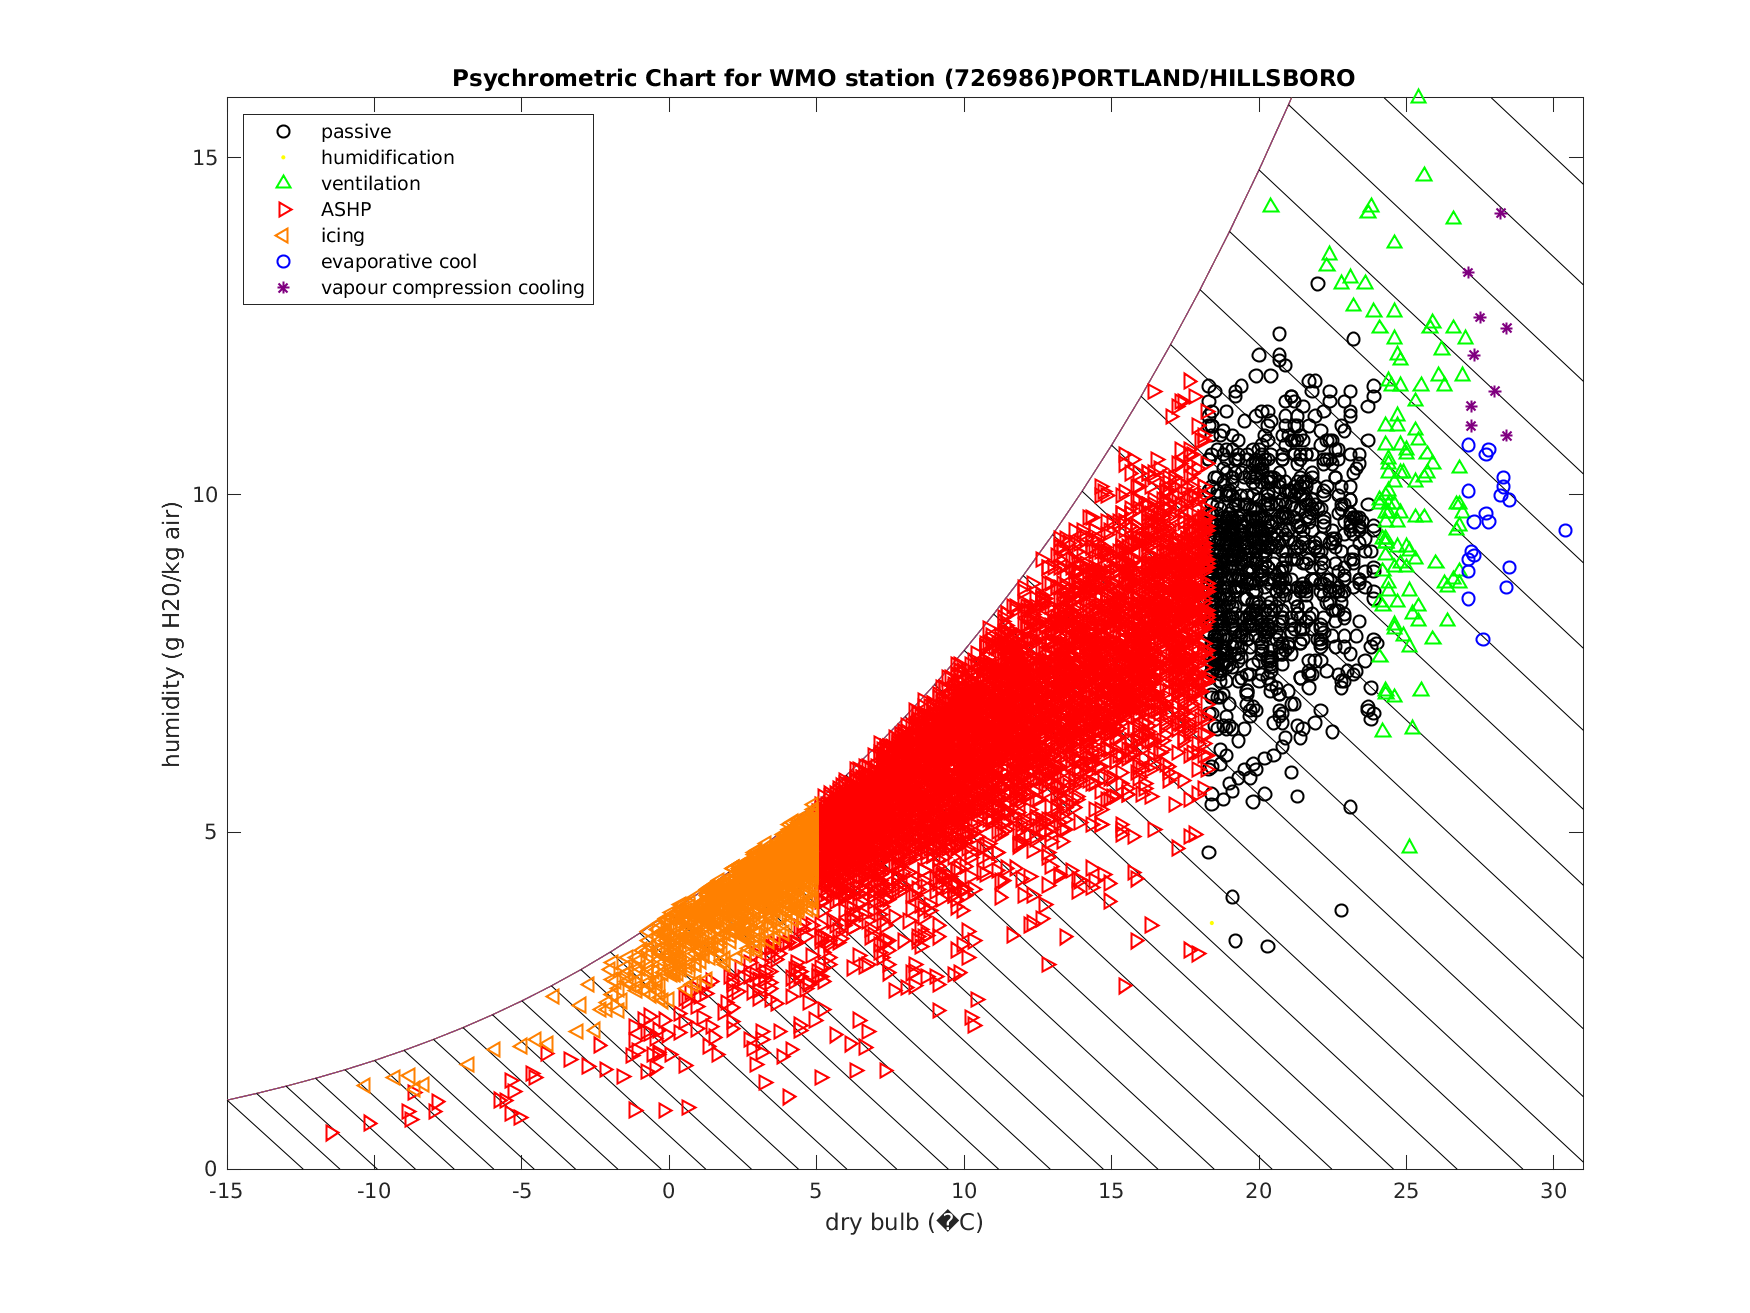 Psychrometric Chart for WMO station (726986)PORTLAND/HILLSBORO
passive
humidification
ventilation
ASHP
icing
evaporative cool
vapour compression cooling
humidity (g H20/kg air)
15
10
5
0
-15 -10 -5 0 5 10 15 20 25 30
dry bulb (�C)